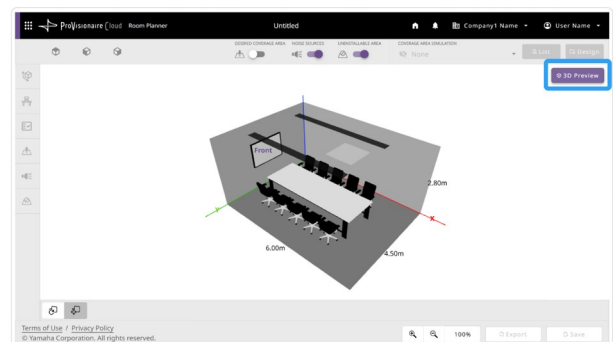 ProVisionaire Cloud Room Planner
Untitled
Company1 Name
User Name
DESIRED COVERAGE AREA
NOISE SOURCES
UNINSTALLABLE AREA
COVERAGE AREA SIMULATION
None
List
Design
3D Preview
Front
2.80m
Y
X
6.00m
4.50m
Terms of Use / Privacy Policy
© Yamaha Corporation. All rights reserved.
100%
Export
Save